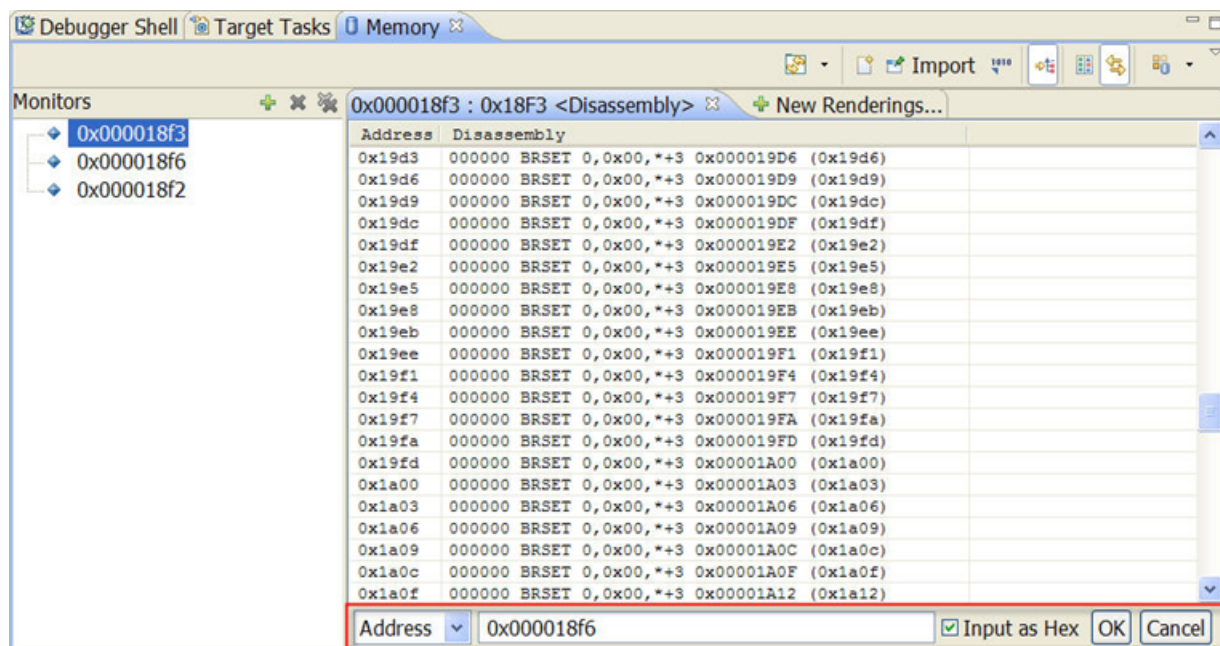 Debugger Shell Target Tasks Memory
Import
Monitors
0x000018f3 : 0x18F3 <Disassembly> New Renderings...
0x000018f3
0x000018f6
0x000018f2
Address Disassembly
0x19d3 000000 BRSET 0,0x00,*+3 0x000019D6 (0x19d6)
0x19d6 000000 BRSET 0,0x00,*+3 0x000019D9 (0x19d9)
0x19d9 000000 BRSET 0,0x00,*+3 0x000019DC (0x19dc)
0x19dc 000000 BRSET 0,0x00,*+3 0x000019DF (0x19df)
0x19df 000000 BRSET 0,0x00,*+3 0x000019E2 (0x19e2)
0x19e2 000000 BRSET 0,0x00,*+3 0x000019E5 (0x19e5)
0x19e5 000000 BRSET 0,0x00,*+3 0x000019E8 (0x19e8)
0x19e8 000000 BRSET 0,0x00,*+3 0x000019EB (0x19eb)
0x19eb 000000 BRSET 0,0x00,*+3 0x000019EE (0x19ee)
0x19ee 000000 BRSET 0,0x00,*+3 0x000019F1 (0x19f1)
0x19f1 000000 BRSET 0,0x00,*+3 0x000019F4 (0x19f4)
0x19f4 000000 BRSET 0,0x00,*+3 0x000019F7 (0x19f7)
0x19f7 000000 BRSET 0,0x00,*+3 0x000019FA (0x19fa)
0x19fa 000000 BRSET 0,0x00,*+3 0x000019FD (0x19fd)
0x19fd 000000 BRSET 0,0x00,*+3 0x00001A00 (0x1a00)
0x1a00 000000 BRSET 0,0x00,*+3 0x00001A03 (0x1a03)
0x1a03 000000 BRSET 0,0x00,*+3 0x00001A06 (0x1a06)
0x1a06 000000 BRSET 0,0x00,*+3 0x00001A09 (0x1a09)
0x1a09 000000 BRSET 0,0x00,*+3 0x00001A0C (0x1a0c)
0x1a0c 000000 BRSET 0,0x00,*+3 0x00001A0F (0x1a0f)
0x1a0f 000000 BRSET 0,0x00,*+3 0x00001A12 (0x1a12)
Address 0x000018f6 Input as Hex OK Cancel